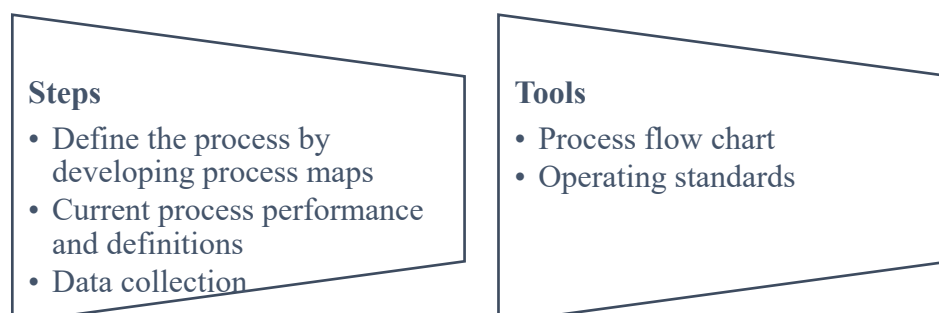 Steps
• Define the process by
developing process maps
• Current process performance
and definitions
• Data collection
Tools
• Process flow chart
• Operating standards